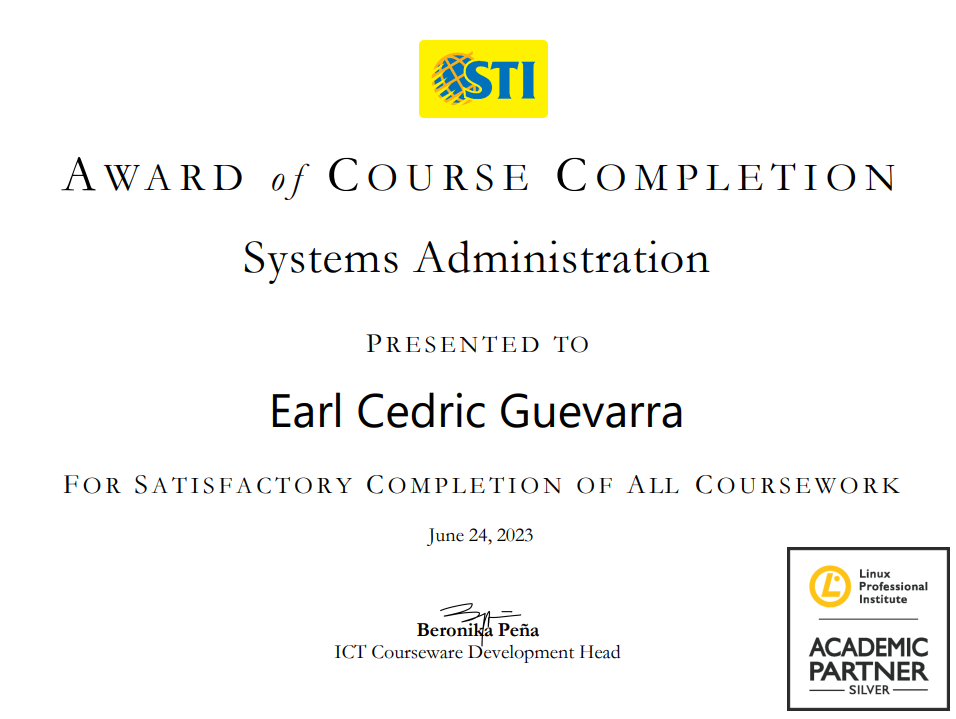 STI
AWARD of COURSE COMPLETION
Systems Administration
PRESENTED TO
Earl Cedric Guevarra
FOR SATISFACTORY COMPLETION OF ALL COURSEWORK
June 24, 2023
Beronika Peña
ICT Courseware Development Head
Linux
Professional
Institute
ACADEMIC
PARTNER
SILVER